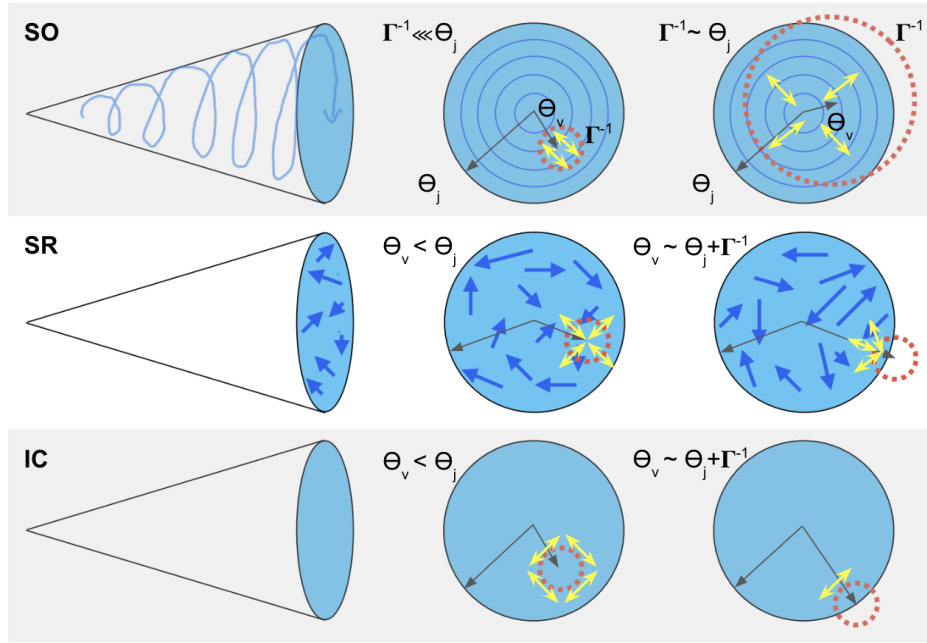 SO
Γ⁻¹ ⋘ Θⱼ
Θᵥ
Γ⁻¹
Θⱼ
Γ⁻¹ ~ Θⱼ
Γ⁻¹
Θᵥ
Θⱼ
SR
Θᵥ < Θⱼ
Θᵥ ~ Θⱼ+Γ⁻¹
IC
Θᵥ < Θⱼ
Θᵥ ~ Θⱼ+Γ⁻¹